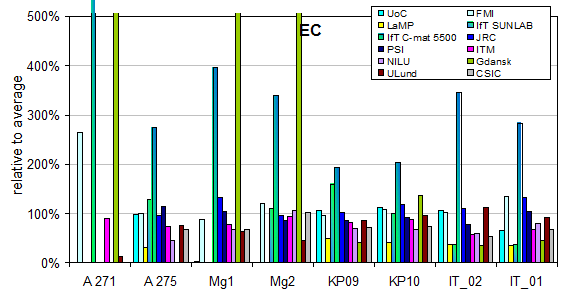 EC
UoC FMI
LaMP IfT SUNLAB
IfT C-mat 5500 JRC
PSI ITM
NILU Gdansk
ULund CSIC
relative to average
500%
400%
300%
200%
100%
0%
A 271 A 275 Mg1 Mg2 KP09 KP10 IT_02 IT_01